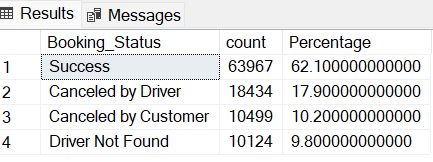 Results Messages
Booking_Status count Percentage
1 Success 63967 62.100000000000
2 Canceled by Driver 18434 17.900000000000
3 Canceled by Customer 10499 10.200000000000
4 Driver Not Found 10124 9.800000000000